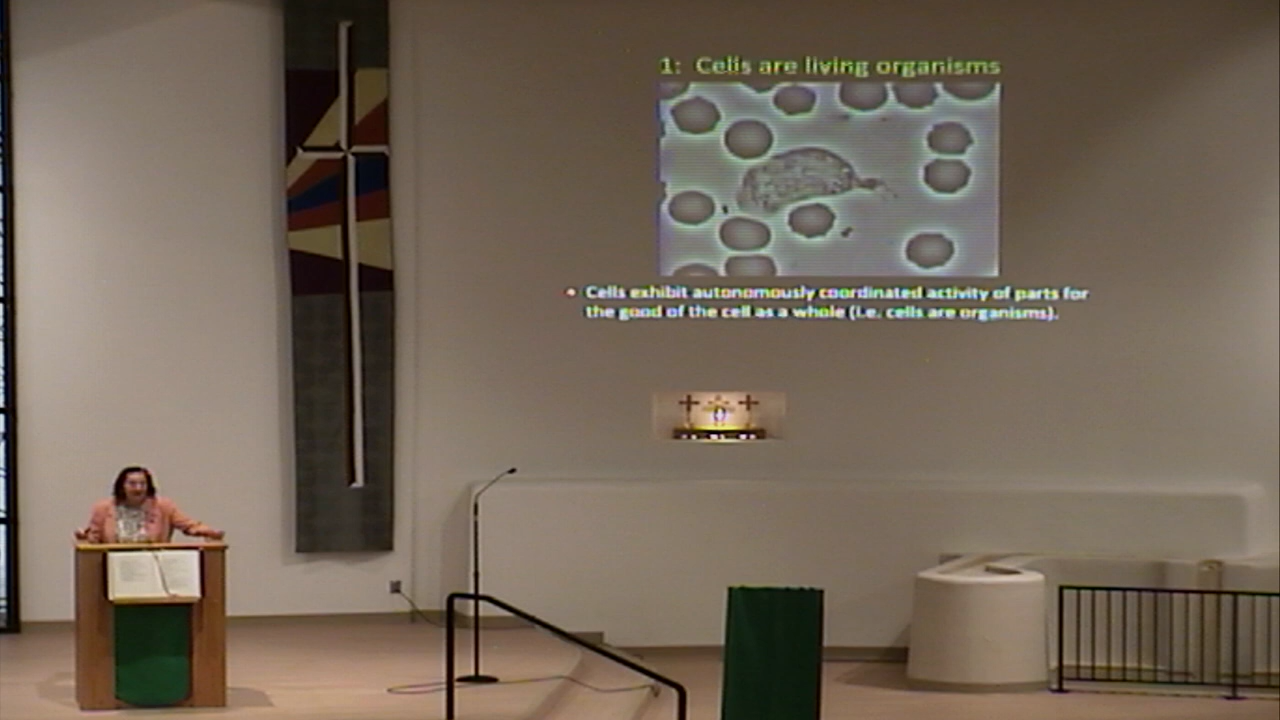 1: Cells are living organisms
• Cells exhibit autonomously coordinated activity of parts for
the good of the cell as a whole (i.e. cells are organisms).